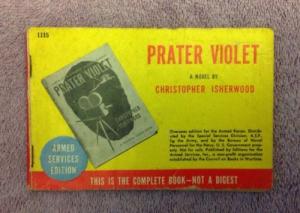 1115
PRATER VIOLET
A NOVEL BY
CHRISTOPHER ISHERWOOD
PRATER VIOLET
CHRISTOPHER
ISHERWOOD
ARMED
SERVICES
EDITION
Overseas edition for the Armed Forces. Distrib-
uted by the Special Services Division, A.S.F.,
for the Army, and by the Bureau of Naval
Personnel for the Navy. U. S. Government prop-
erty. Not for sale. Published by Editions for the
Armed Services, Inc., a non-profit organization
established by the Council on Books in Wartime.
THIS IS THE COMPLETE BOOK—NOT A DIGEST